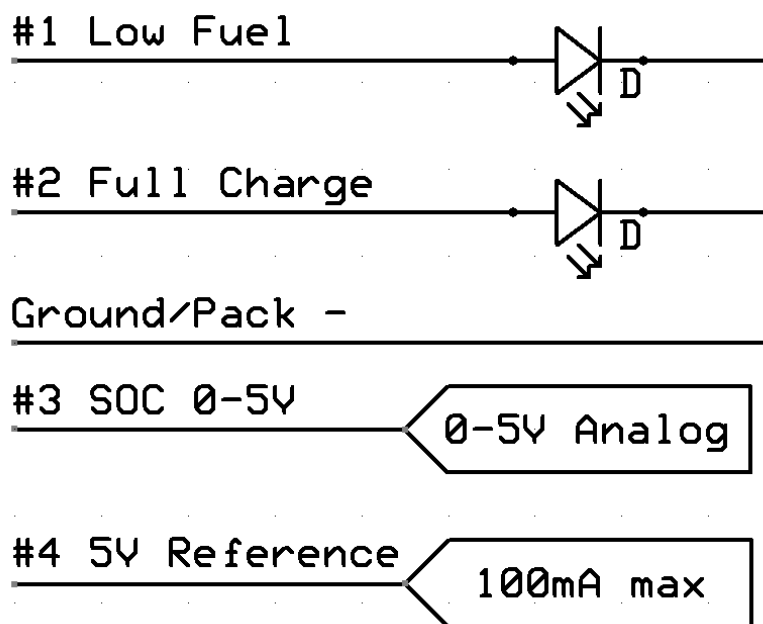 #1 Low Fuel
D
#2 Full Charge
D
Ground/Pack -
#3 SOC 0-5V
0-5V Analog
#4 5V Reference
100mA max